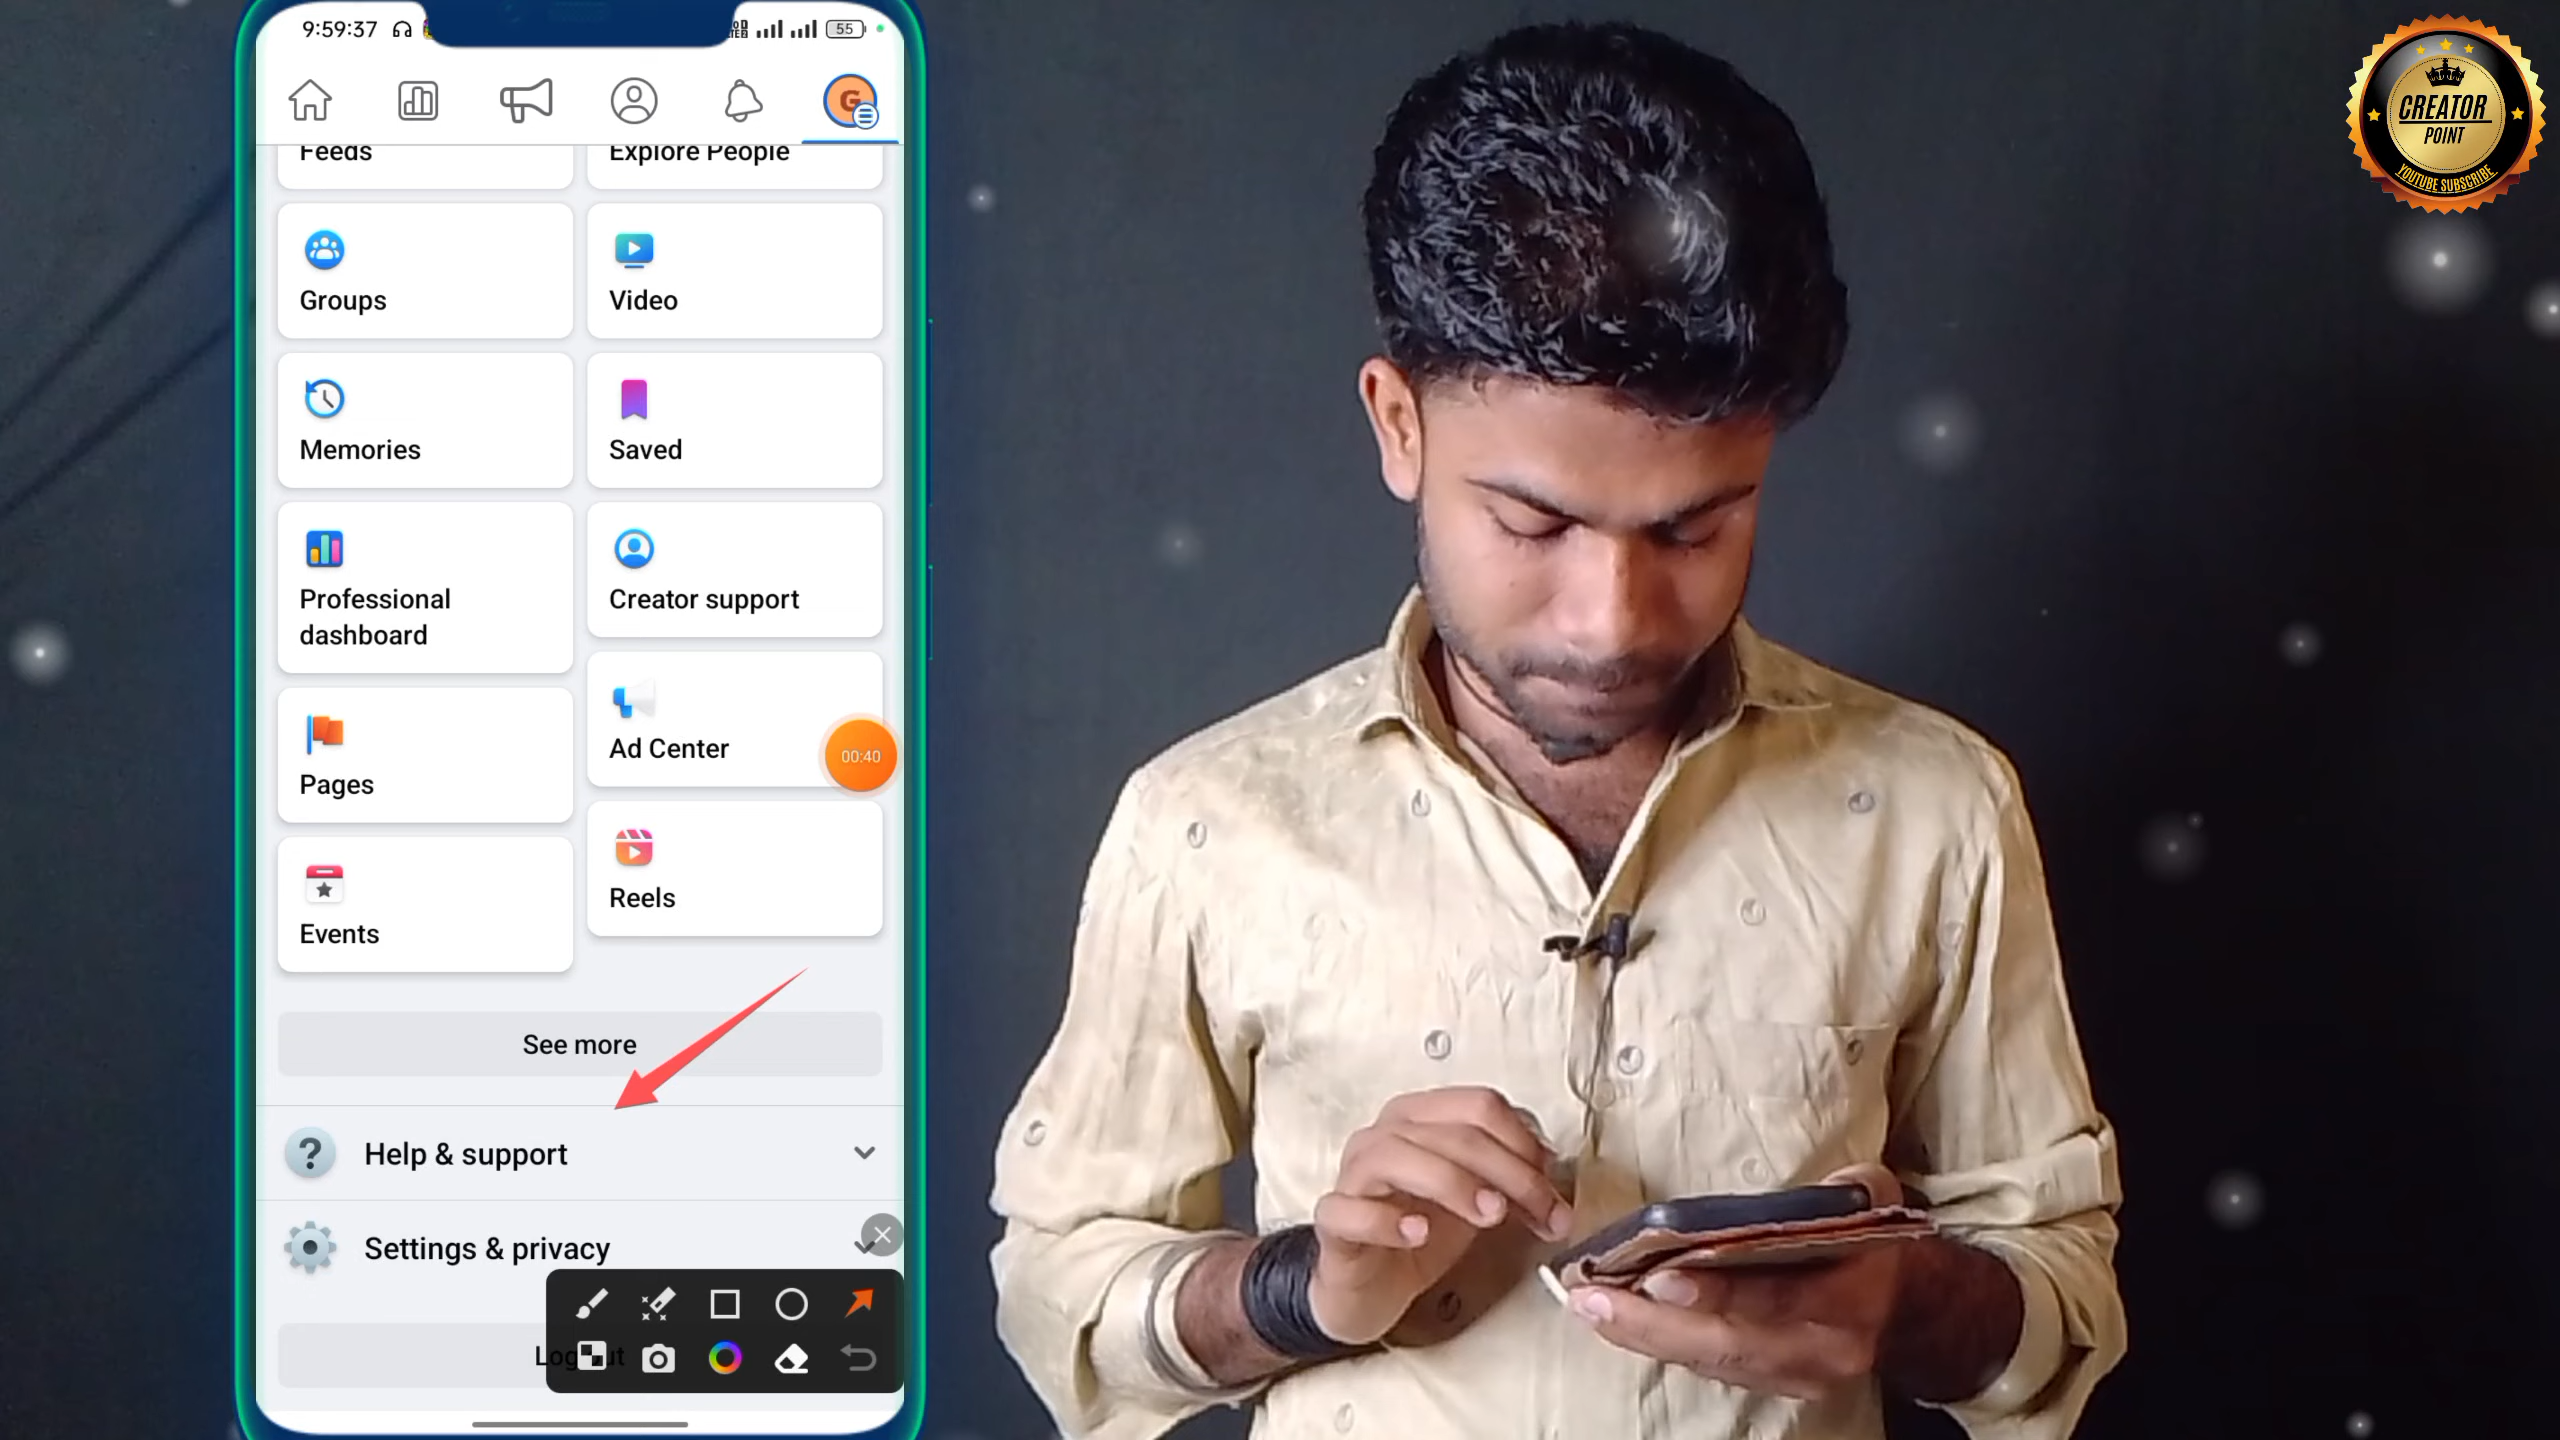 9:59:37
55
G
Feeds
Explore People
Groups
Video
Memories
Saved
Professional
dashboard
Creator support
Pages
Ad Center
00:40
Events
Reels
See more
Help & support
Settings & privacy
CREATOR
POINT
YOUTUBE SUBSCRIBE